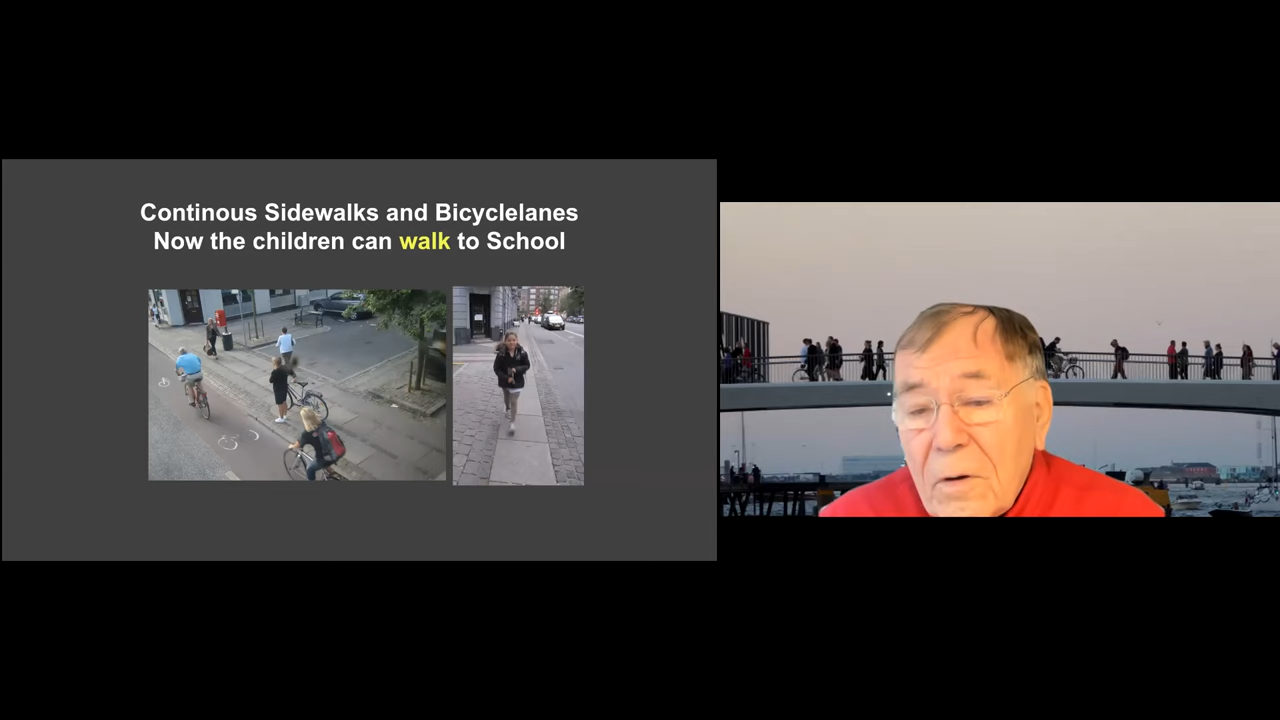 Continous Sidewalks and Bicyclelanes
Now the children can walk to School